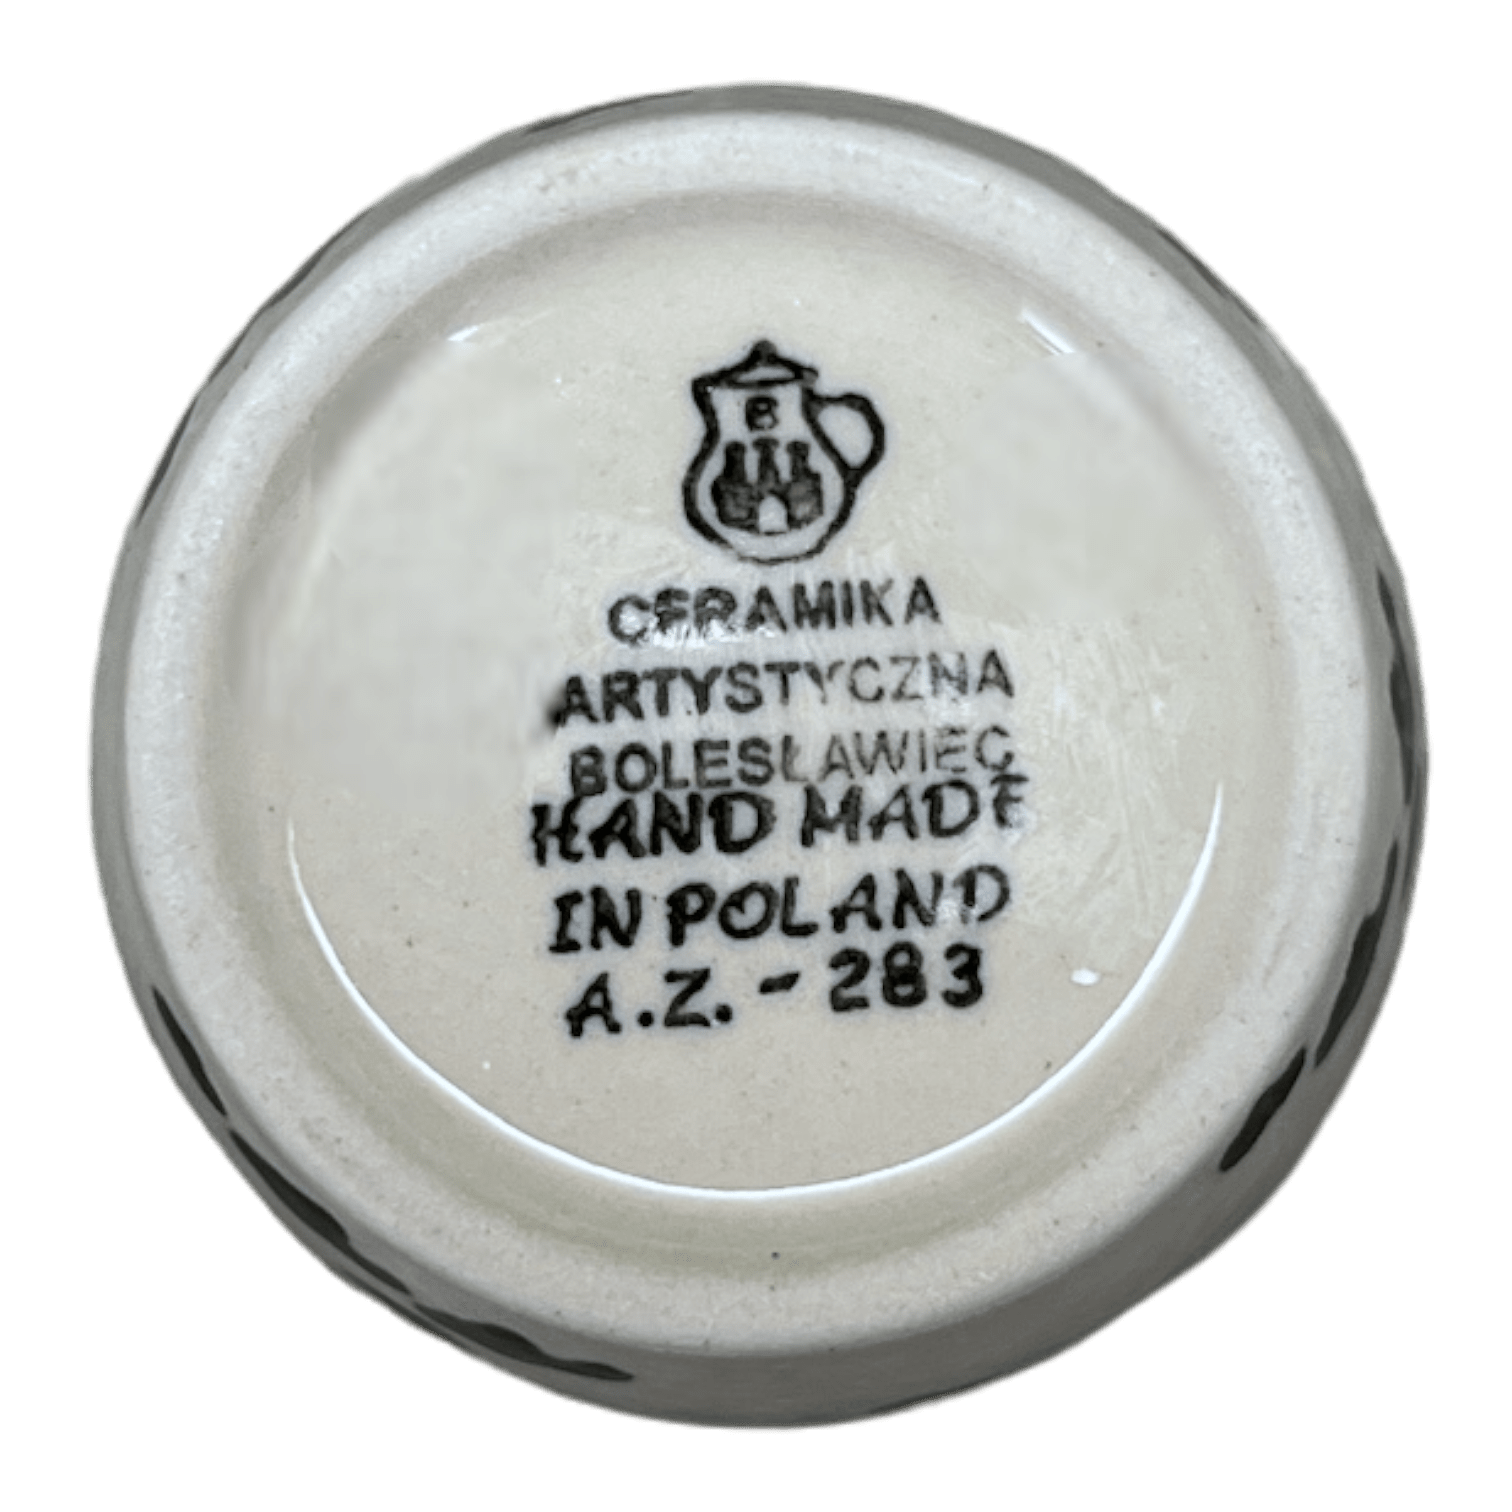 B
CERAMIKA
ARTYSTYCZNA
BOLESŁAWIEC
HAND MADE
IN POLAND
A.Z. - 283